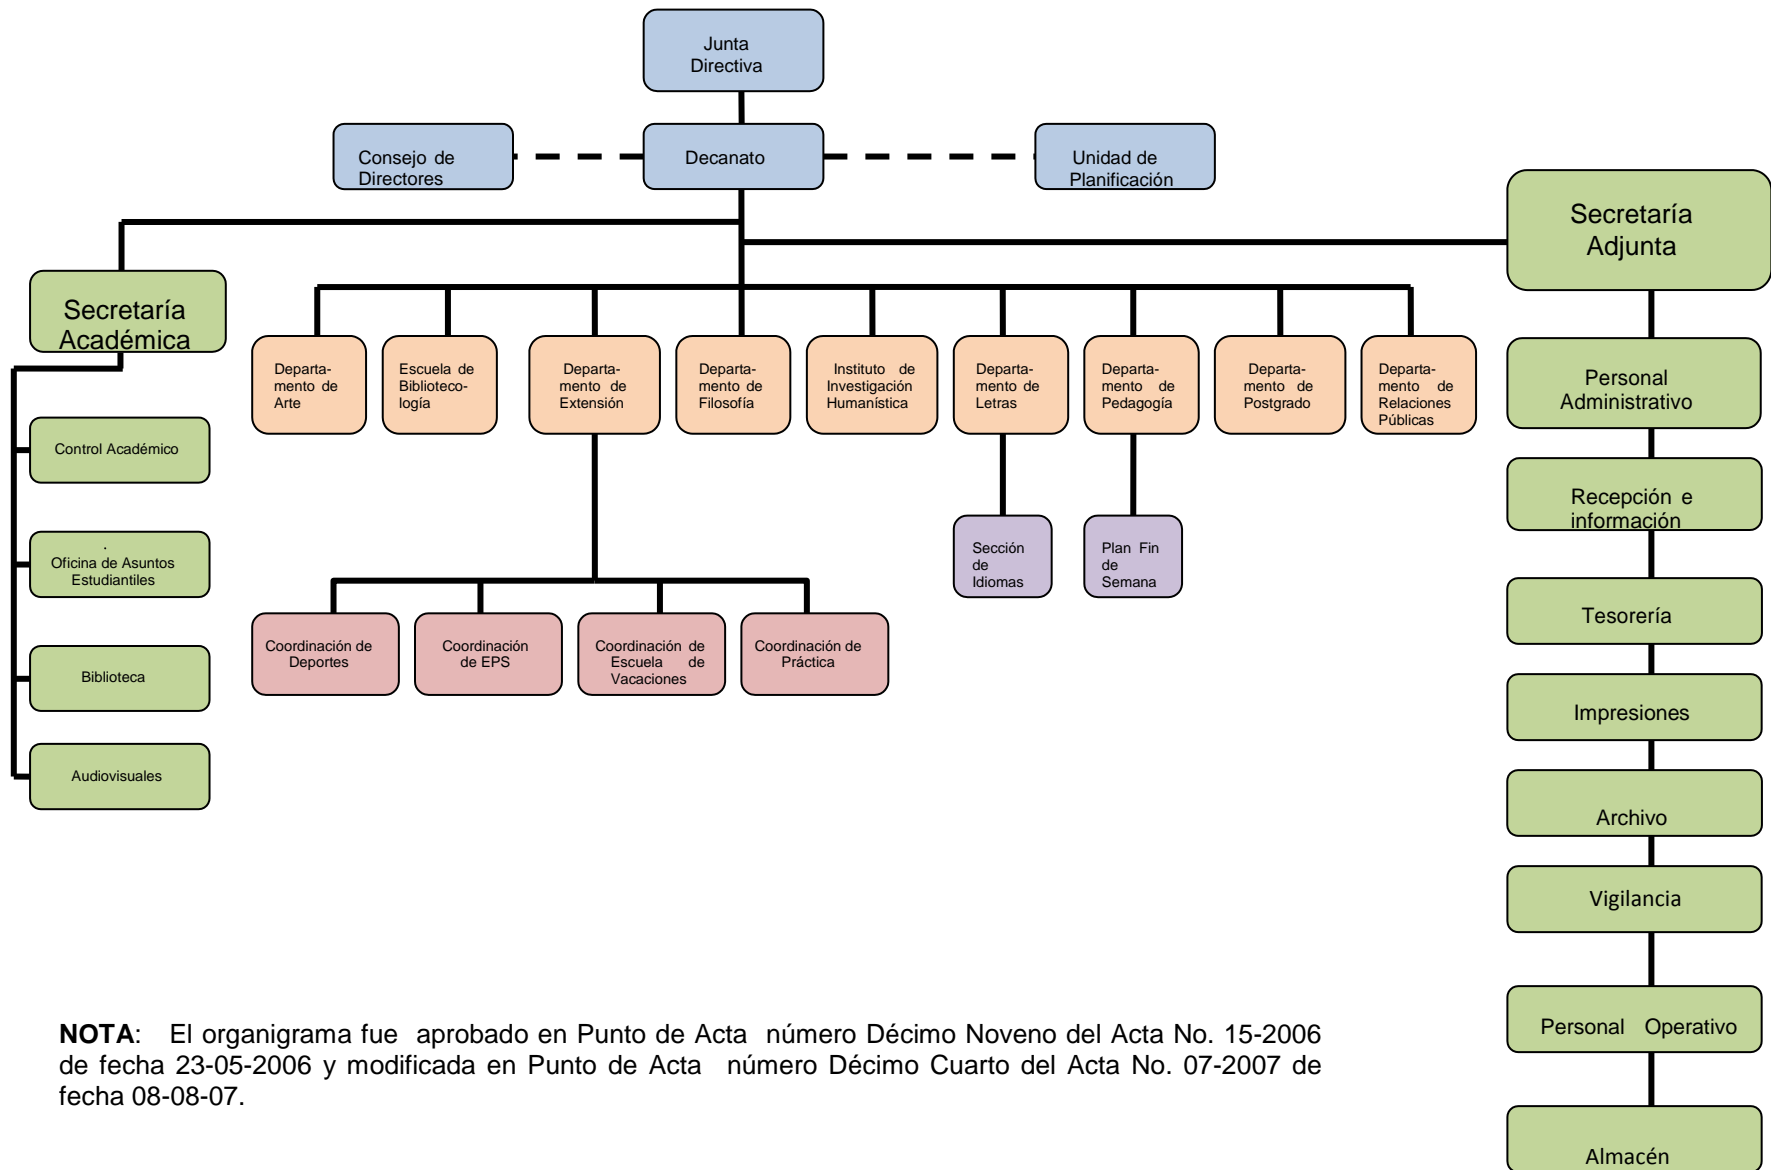 Junta
Directiva
Consejo de
Directores
Decanato
Unidad de
Planificación
Secretaría
Adjunta
Secretaría
Académica
Departa-
mento de
Arte
Escuela de
Biblioteco-
logía
Departa-
mento de
Extensión
Departa-
mento de
Filosofía
Instituto de
Investigación
Humanística
Departa-
mento de
Letras
Departa-
mento de
Pedagogía
Departa-
mento de
Postgrado
Departa-
mento de
Relaciones
Públicas
Personal
Administrativo
Control Académico
Recepción e
información
.
Oficina de Asuntos
Estudiantiles
Sección
de
Idiomas
Plan Fin
de
Semana
Tesorería
Coordinación de
Deportes
Coordinación
de EPS
Coordinación de
Escuela de
Vacaciones
Coordinación de
Práctica
Biblioteca
Impresiones
Audiovisuales
Archivo
Vigilancia
Personal Operativo
Almacén
NOTA: El organigrama fue aprobado en Punto de Acta número Décimo Noveno del Acta No. 15-2006
de fecha 23-05-2006 y modificada en Punto de Acta número Décimo Cuarto del Acta No. 07-2007 de
fecha 08-08-07.